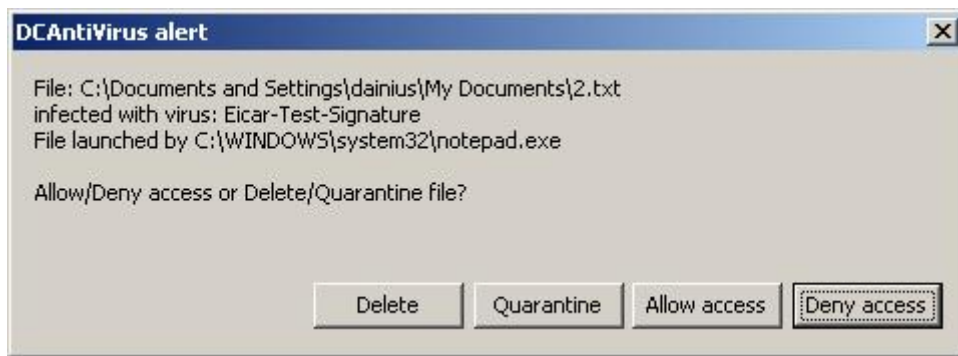 DCAntiVirus alert
File: C:\Documents and Settings\dainius\My Documents\2.txt
infected with virus: Eicar-Test-Signature
File launched by C:\WINDOWS\system32\notepad.exe
Allow/Deny access or Delete/Quarantine file?
Delete Quarantine Allow access Deny access